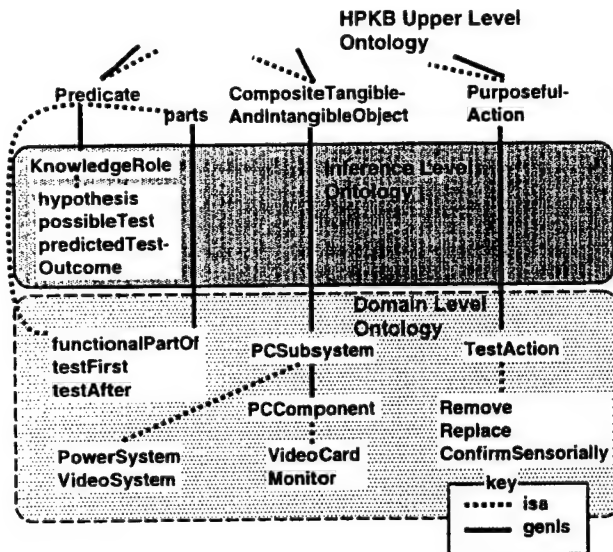 HPKB Upper Level
Ontology
Predicate
parts
CompositeTangible-
AndIntangibleObject
Purposeful-
Action
KnowledgeRole
Inference Level
Ontology
hypothesis
possibleTest
predictedTest-
Outcome
Domain Level
Ontology
functionalPartOf
testFirst
testAfter
PCSubsystem
TestAction
PCComponent
Remove
Replace
ConfirmSensorially
PowerSystem
VideoSystem
VideoCard
Monitor
key
isa
genls